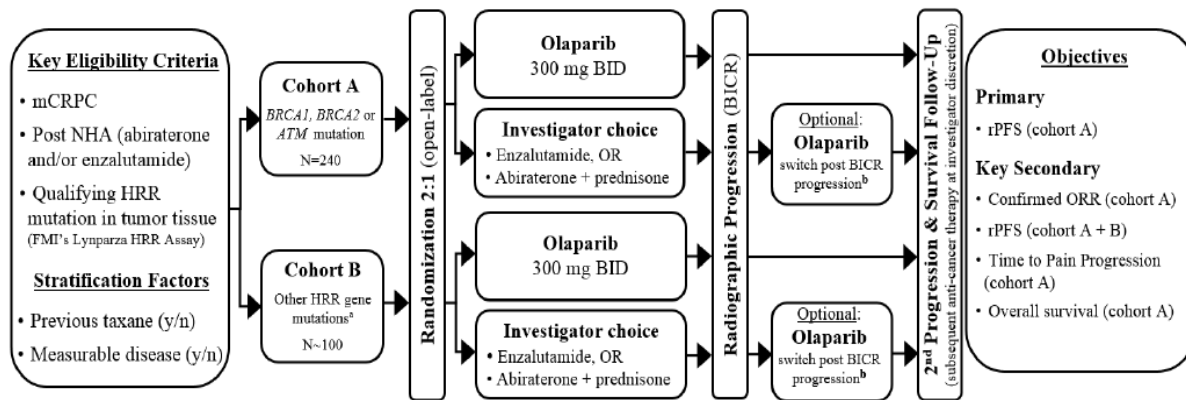 Key Eligibility Criteria
• mCRPC
• Post NHA (abiraterone
and/or enzalutamide)
• Qualifying HRR
mutation in tumor tissue
(FMI's Lynparza HRR Assay)
Stratification Factors
• Previous taxane (y/n)
• Measurable disease (y/n)
Cohort A
BRCA1, BRCA2 or
ATM mutation
N=240
Cohort B
Other HRR gene
mutationsª
N~100
Randomization 2:1 (open-label)
Olaparib
300 mg BID
Investigator choice
• Enzalutamide, OR
• Abiraterone + prednisone
Olaparib
300 mg BID
Investigator choice
• Enzalutamide, OR
• Abiraterone + prednisone
Radiographic Progression (BICR)
Optional:
Olaparib
switch post BICR
progressionᵇ
Optional:
Olaparib
switch post BICR
progressionᵇ
2nd Progression & Survival Follow-Up
(subsequent anti-cancer therapy at investigator discretion)
Objectives
Primary
• rPFS (cohort A)
Key Secondary
• Confirmed ORR (cohort A)
• rPFS (cohort A + B)
• Time to Pain Progression
(cohort A)
• Overall survival (cohort A)